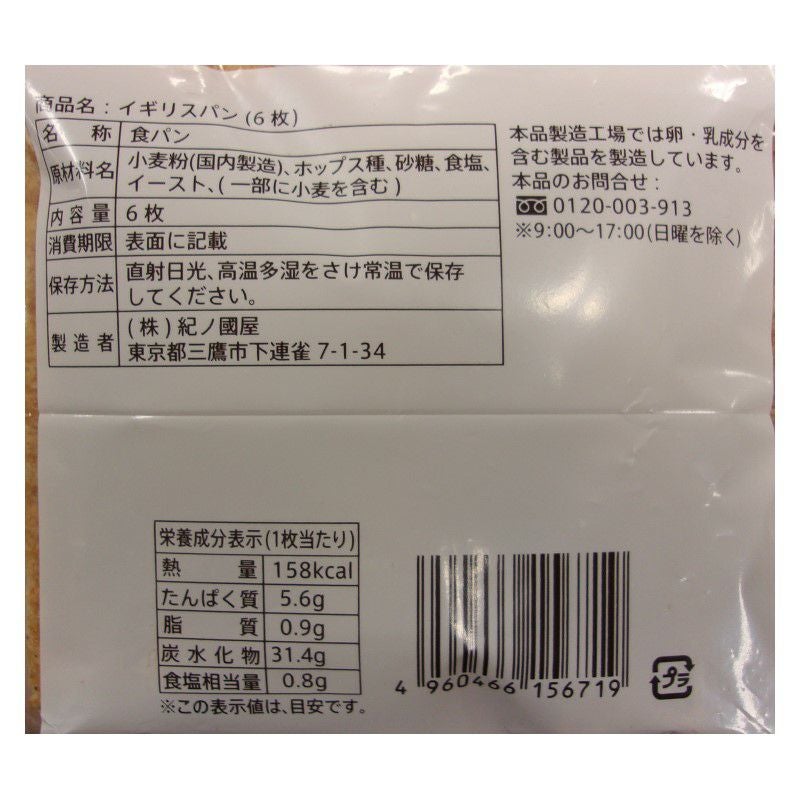 商品名：イギリスパン(6枚)
名称 食パン
原材料名 小麦粉(国内製造)、ホップス種、砂糖、食塩、
イースト、(一部に小麦を含む)
内容量 6枚
消費期限 表面に記載
保存方法 直射日光、高温多湿をさけ常温で保存
してください。
製造者 (株)紀ノ國屋
東京都三鷹市下連雀 7-1-34
本品製造工場では卵・乳成分を
含む製品を製造しています。
本品のお問合せ：
0120-003-913
※9:00～17:00(日曜を除く)
栄養成分表示(1枚当たり)
熱量 158kcal
たんぱく質 5.6g
脂質 0.9g
炭水化物 31.4g
食塩相当量 0.8g
※この表示値は、目安です。
4 960466 156719
プラ